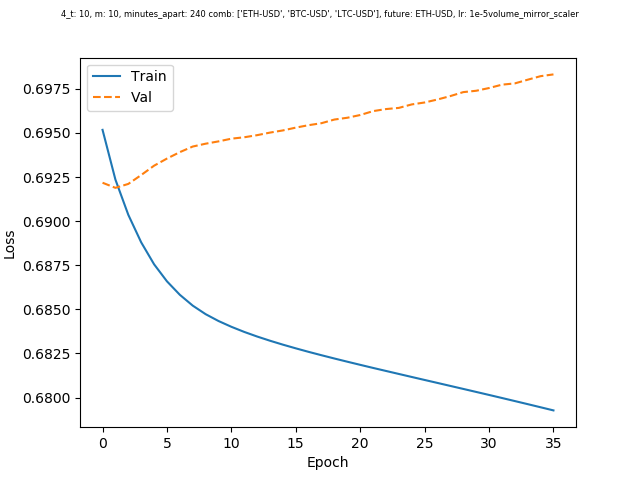 4_t: 10, m: 10, minutes_apart: 240 comb: ['ETH-USD', 'BTC-USD', 'LTC-USD'], future: ETH-USD, lr: 1e-5volume_mirror_scaler
Train
Val
0.6975
0.6950
0.6925
0.6900
0.6875
0.6850
0.6825
0.6800
Loss
0 5 10 15 20 25 30 35
Epoch